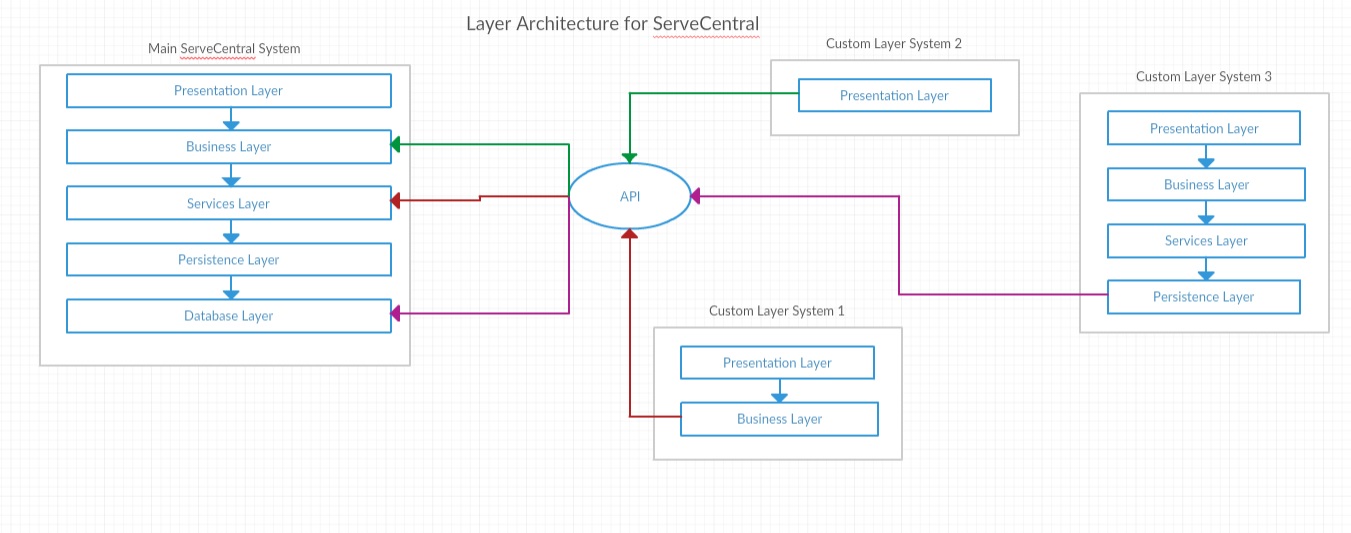 Layer Architecture for ServeCentral
Main ServeCentral System
Presentation Layer
Business Layer
Services Layer
Persistence Layer
Database Layer
API
Custom Layer System 2
Presentation Layer
Custom Layer System 3
Presentation Layer
Business Layer
Services Layer
Persistence Layer
Custom Layer System 1
Presentation Layer
Business Layer